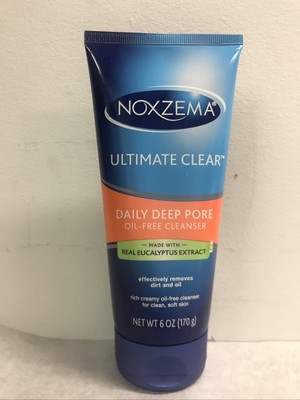 NOXZEMA®
ULTIMATE CLEAR™
DAILY DEEP PORE
OIL-FREE CLEANSER
— MADE WITH —
REAL EUCALYPTUS EXTRACT
effectively removes
dirt and oil
rich creamy oil-free cleanser
for clean, soft skin
NET WT 6 OZ (170 g)